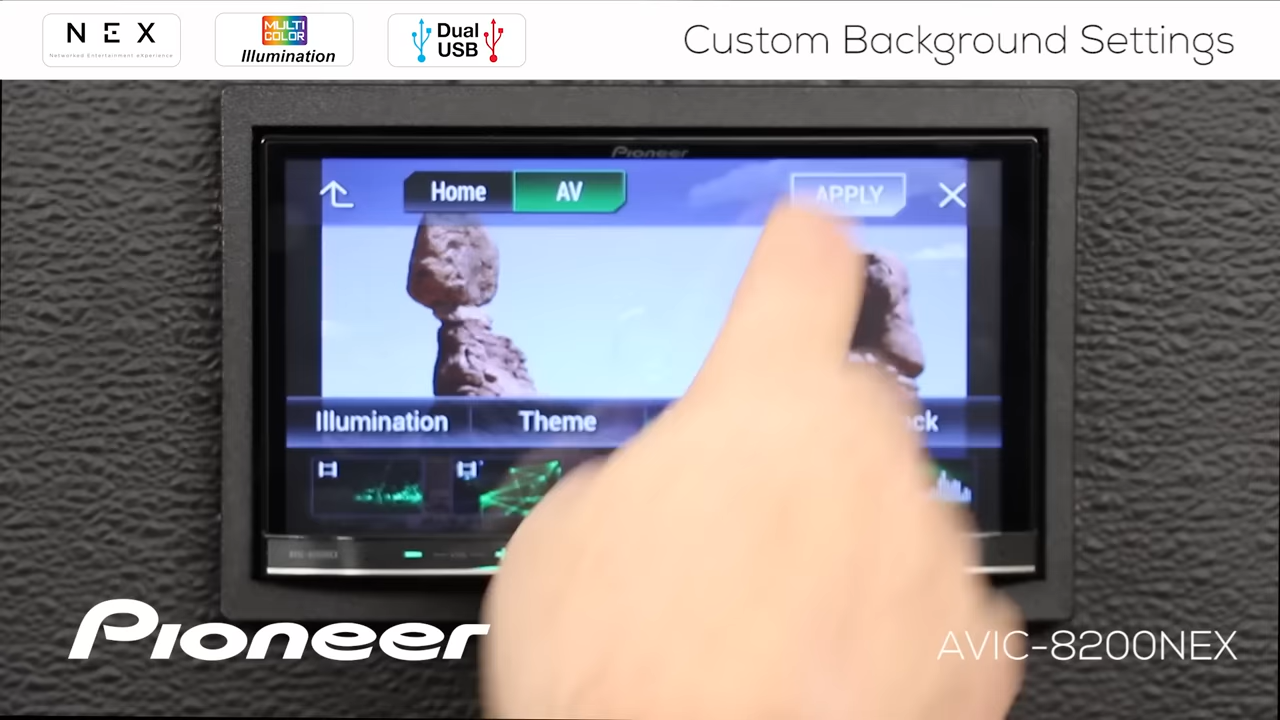 N E X
Networked Entertainment eXperience
MULTI
COLOR
Illumination
Dual
USB
Custom Background Settings
Pioneer
Home
AV
APPLY
Illumination
Theme
Pioneer
AVIC-8200NEX